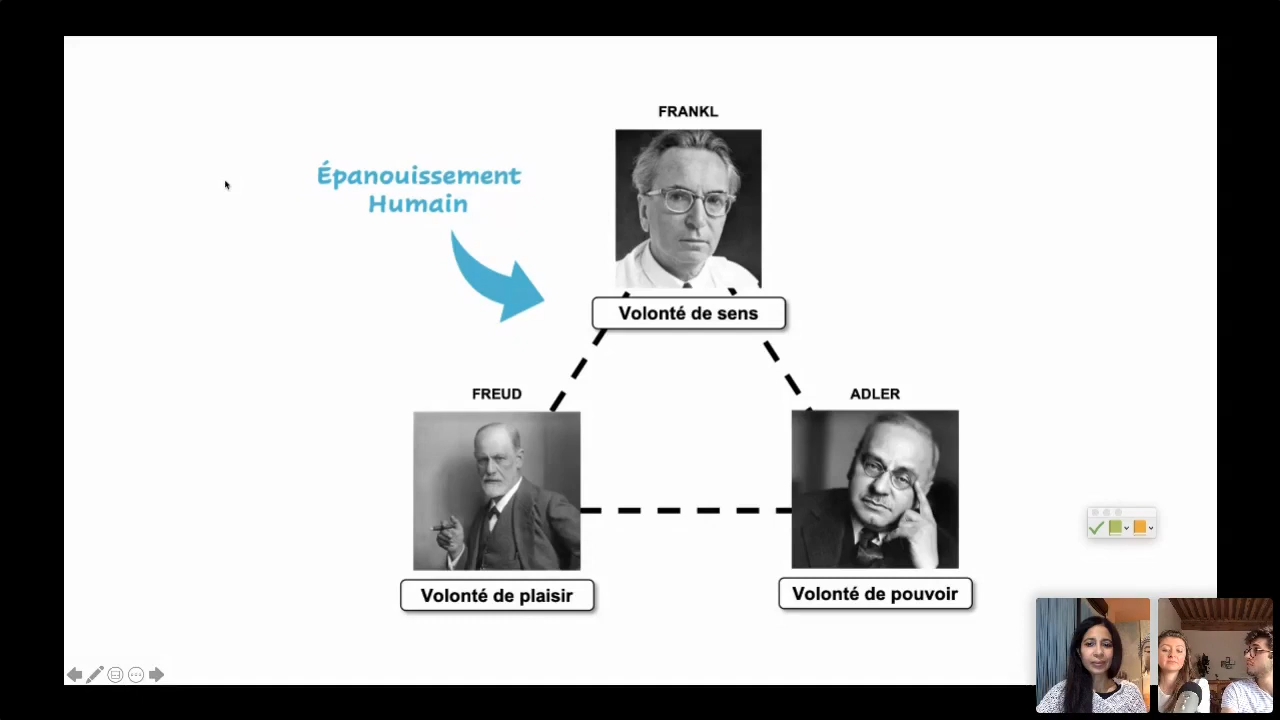 FRANKL
Épanouissement
Humain
Volonté de sens
FREUD
ADLER
Volonté de plaisir
Volonté de pouvoir